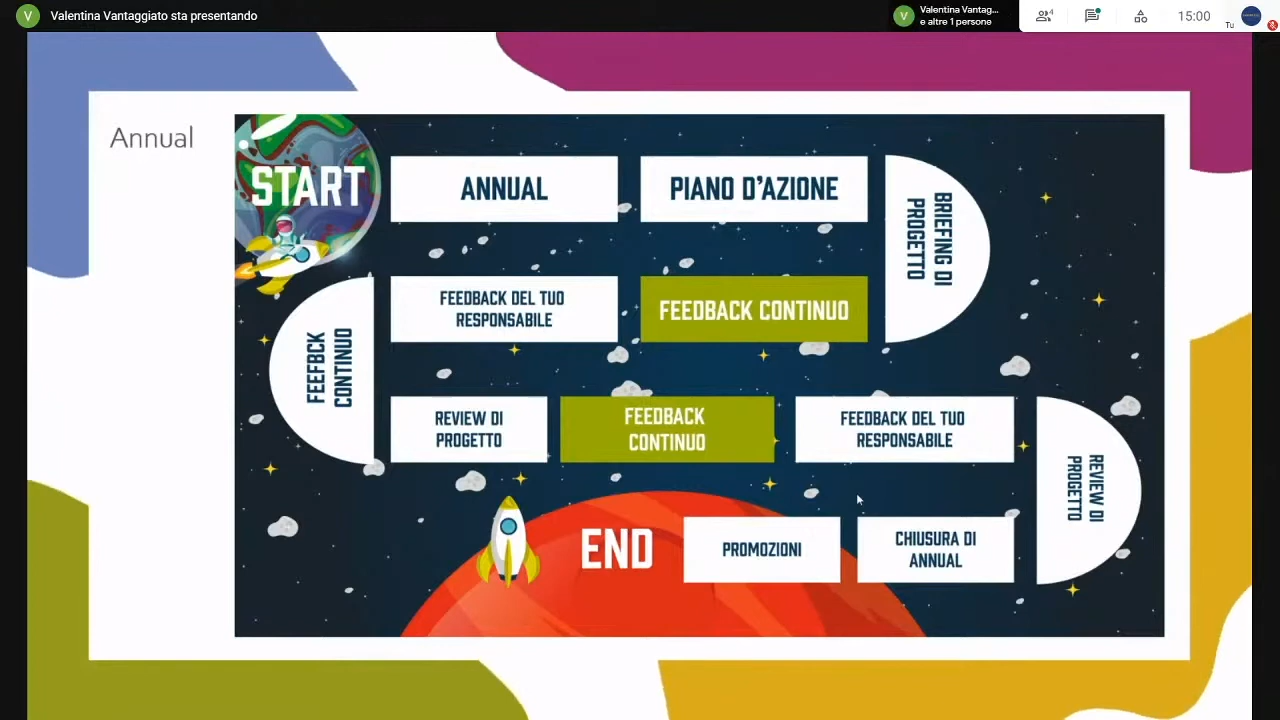 V
Valentina Vantaggiato sta presentando
V
Valentina Vantag...
e altre 1 persone
4
15:00
Tu
Annual
START
ANNUAL
PIANO D'AZIONE
BRIEFING DI
PROGETTO
FEEDBACK DEL TUO
RESPONSABILE
FEEDBACK CONTINUO
FEEFBCK
CONTINUO
REVIEW DI
PROGETTO
FEEDBACK
CONTINUO
FEEDBACK DEL TUO
RESPONSABILE
REVIEW DI
PROGETTO
END
PROMOZIONI
CHIUSURA DI
ANNUAL